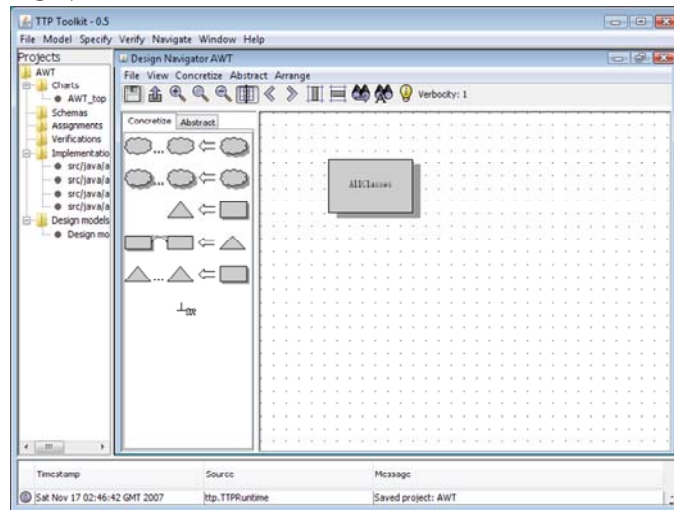 TTP Toolkit - 0.5
File Model Specify Verify Navigate Window Help
Projects
AWT
Charts
AWT_top
Schemas
Assignments
Verifications
Implementatio
src/java/a
src/java/a
src/java/a
src/java/a
Design models
Design mo
Design Navigator AWT
File View Concretize Abstract Arrange
Verbocity: 1
Concretize Abstract
... 
...
...
AllClasses
Timestamp Source Message
Sat Nov 17 02:46:42 GMT 2007 ttp.TTPRuntime Saved project: AWT